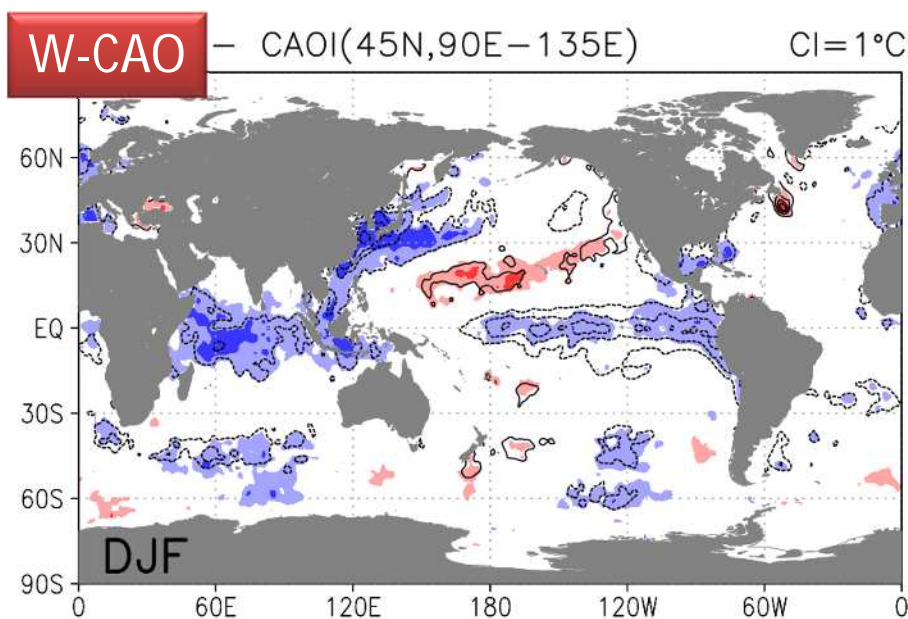 W-CAO
– CAOI(45N,90E–135E) CI=1°C
60N
30N
EQ
30S
60S
90S
DJF
0 60E 120E 180 120W 60W 0